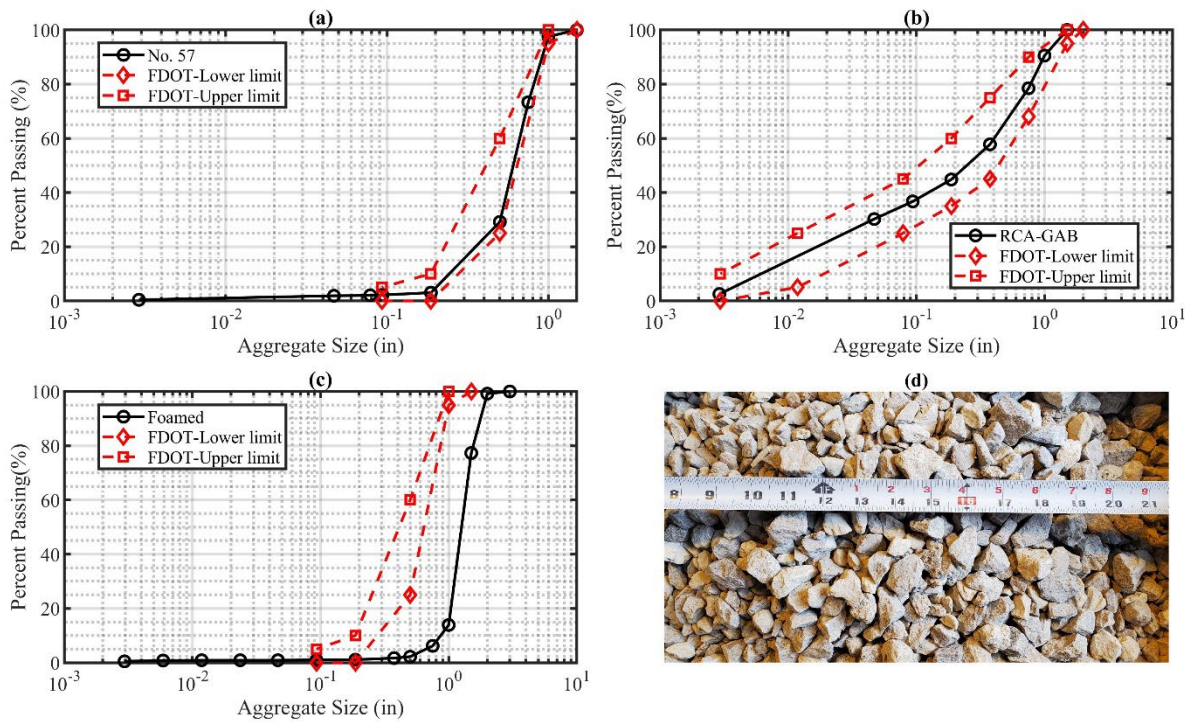 (a)
Percent Passing (%)
100
80
60
40
20
0
No. 57
FDOT-Lower limit
FDOT-Upper limit
10-3
10-2
10-1
100
Aggregate Size (in)
(b)
Percent Passing(%)
100
80
60
40
20
0
RCA-GAB
FDOT-Lower limit
FDOT-Upper limit
10-3
10-2
10-1
100
101
Aggregate Size (in)
(c)
Percent Passing(%)
100
80
60
40
20
0
Foamed
FDOT-Lower limit
FDOT-Upper limit
10-3
10-2
10-1
100
101
Aggregate Size (in)
(d)
1 2 3 4 5 6 7 8 9
8 9 10 11 12 13 14 15 16 17 18 19 20 21